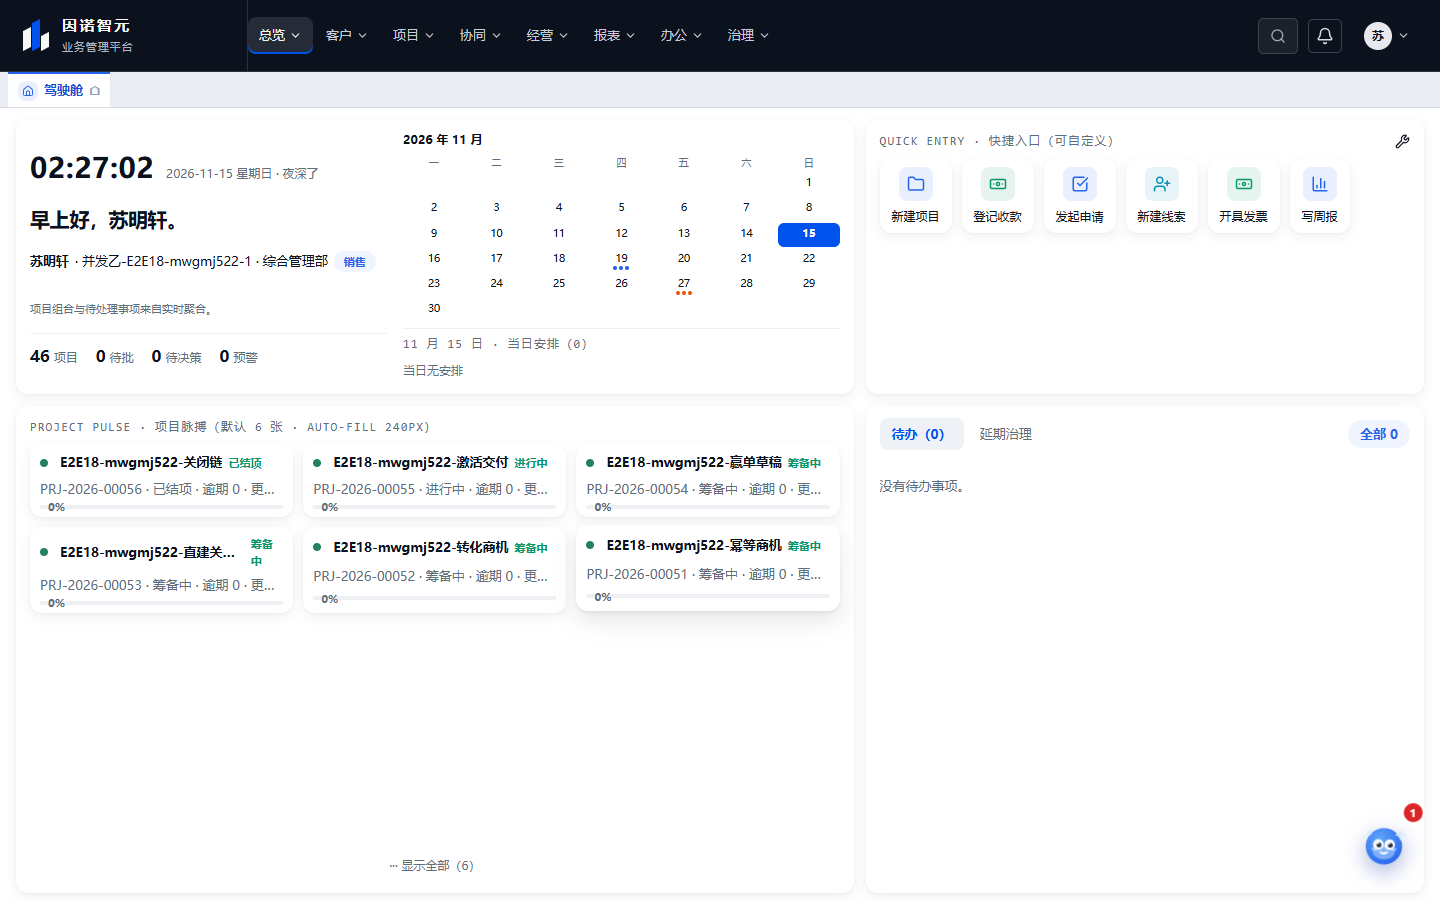 因诺智元
业务管理平台
总览 客户 项目 协同 经营 报表 办公 治理
苏
驾驶舱
02:27:02 2026-11-15 星期日 · 夜深了
早上好，苏明轩。
苏明轩 · 并发乙-E2E18-mwgmj522-1 · 综合管理部 销售
项目组合与待处理事项来自实时聚合。
46 项目 0 待批 0 待决策 0 预警
2026 年 11 月
一 二 三 四 五 六 日
1
2 3 4 5 6 7 8
9 10 11 12 13 14 15
16 17 18 19 20 21 22
23 24 25 26 27 28 29
30
11 月 15 日 · 当日安排 (0)
当日无安排
QUICK ENTRY · 快捷入口 (可自定义)
新建项目 登记收款 发起申请 新建线索 开具发票 写周报
PROJECT PULSE · 项目脉搏 (默认 6 张 · AUTO-FILL 240PX)
E2E18-mwgmj522-关闭链 已结项
PRJ-2026-00056 · 已结项 · 逾期 0 · 更...
0%
E2E18-mwgmj522-激活交付 进行中
PRJ-2026-00055 · 进行中 · 逾期 0 · 更...
0%
E2E18-mwgmj522-赢单草稿 筹备中
PRJ-2026-00054 · 筹备中 · 逾期 0 · 更...
0%
E2E18-mwgmj522-直建关... 筹备中
PRJ-2026-00053 · 筹备中 · 逾期 0 · 更...
0%
E2E18-mwgmj522-转化商机 筹备中
PRJ-2026-00052 · 筹备中 · 逾期 0 · 更...
0%
E2E18-mwgmj522-幂等商机 筹备中
PRJ-2026-00051 · 筹备中 · 逾期 0 · 更...
0%
··· 显示全部（6）
待办（0） 延期治理 全部 0
没有待办事项。
1